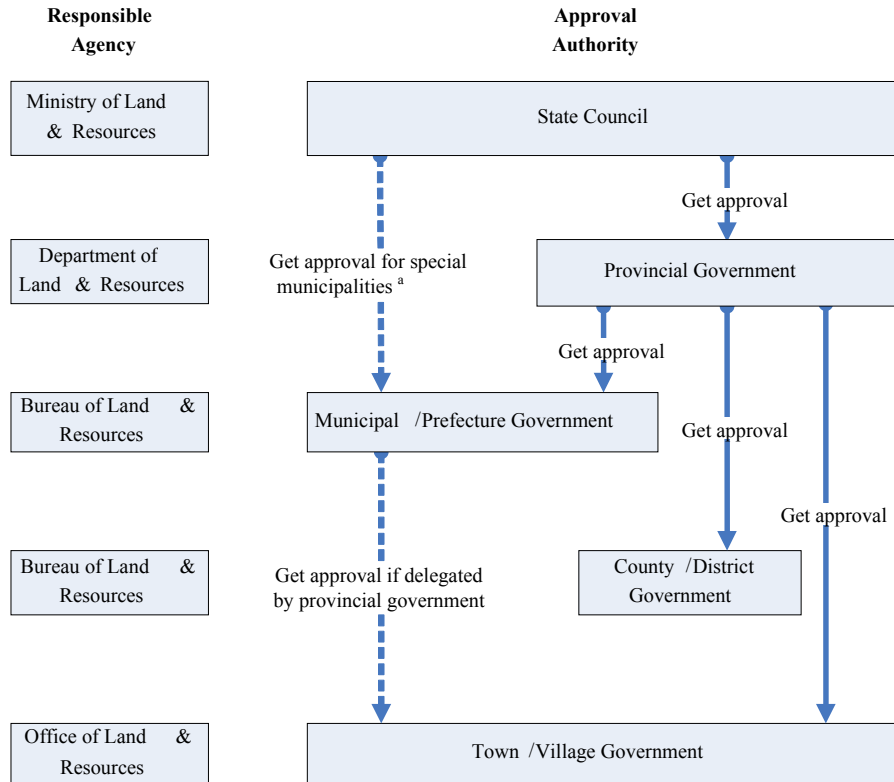 Responsible
Agency
Approval
Authority
Ministry of Land
& Resources
State Council
Get approval
Department of
Land & Resources
Get approval for special
municipalities a
Provincial Government
Get approval
Bureau of Land &
Resources
Municipal /Prefecture Government
Get approval
Get approval
Bureau of Land &
Resources
Get approval if delegated
by provincial government
County /District
Government
Office of Land &
Resources
Town /Village Government